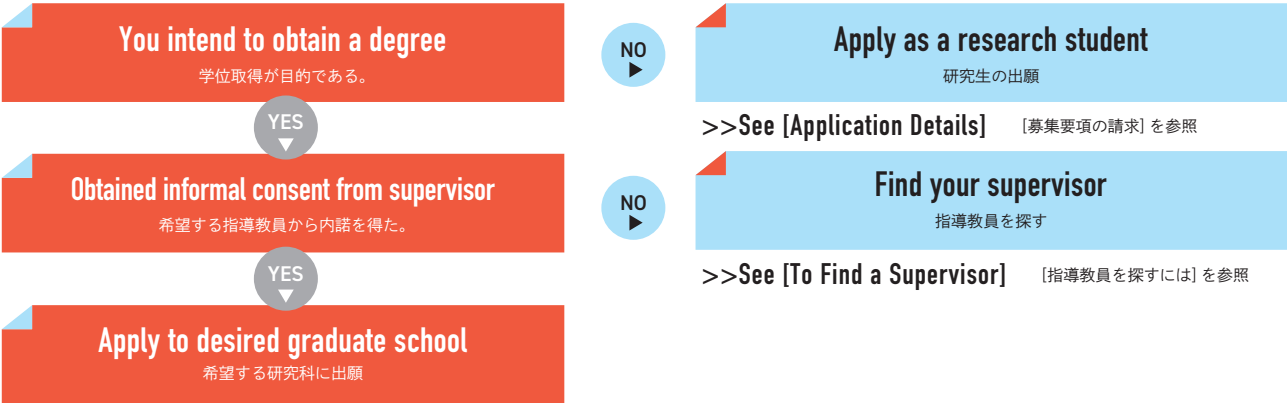 You intend to obtain a degree
学位取得が目的である。
NO
Apply as a research student
研究生の出願
>>See [Application Details] [募集要項の請求] を参照
YES
Obtained informal consent from supervisor
希望する指導教員から内諾を得た。
NO
Find your supervisor
指導教員を探す
>>See [To Find a Supervisor] [指導教員を探すには] を参照
YES
Apply to desired graduate school
希望する研究科に出願